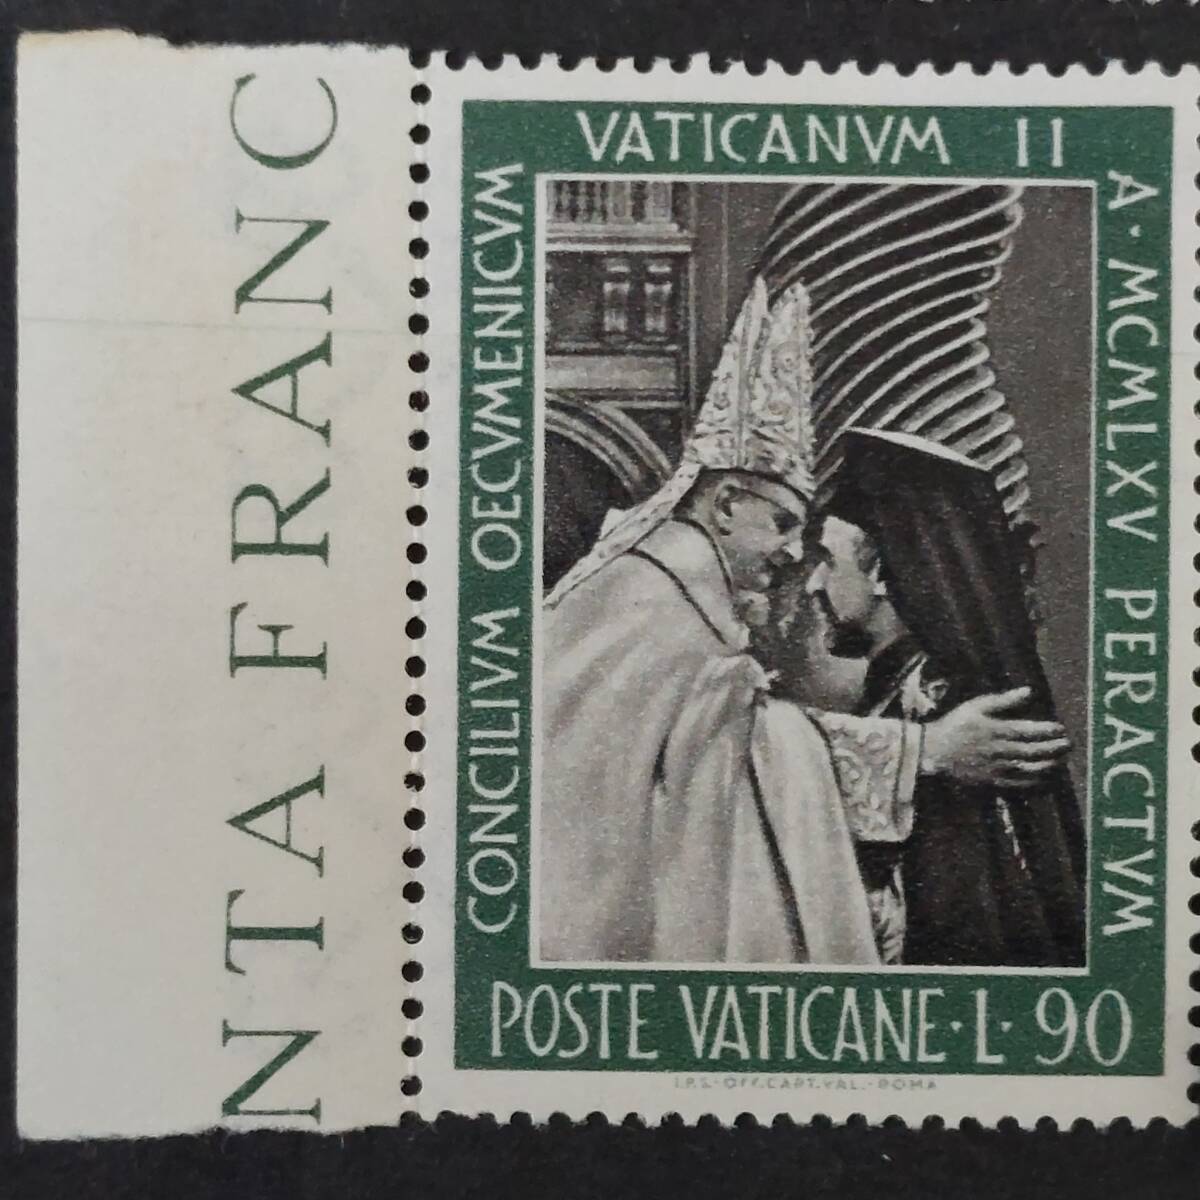 NTA FRANC
CONCILIVM OECVMENICVM
VATICANVM II
A·MCMLXV PERACTVM
POSTE VATICANE·L·90
I.P.S.-OFF.CART.VAL.-ROMA